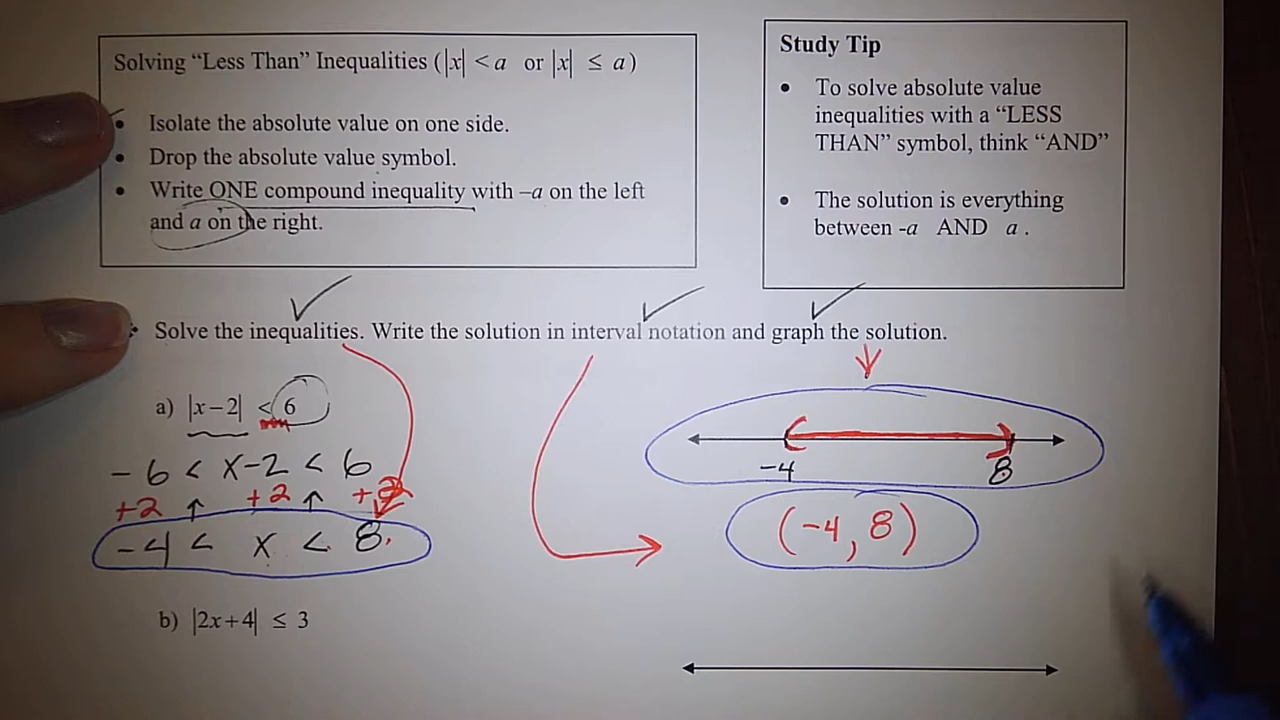 Solving “Less Than” Inequalities (|x| < a or |x| ≤ a)
• Isolate the absolute value on one side.
• Drop the absolute value symbol.
• Write ONE compound inequality with –a on the left
and a on the right.
Study Tip
• To solve absolute value
inequalities with a “LESS
THAN” symbol, think “AND”
• The solution is everything
between -a AND a .
Solve the inequalities. Write the solution in interval notation and graph the solution.
a) |x – 2| < 6
- 6 < x - 2 < 6
+2 +2 +2
- 4 < x < 8
-4 8
(-4, 8)
b) |2x + 4| ≤ 3